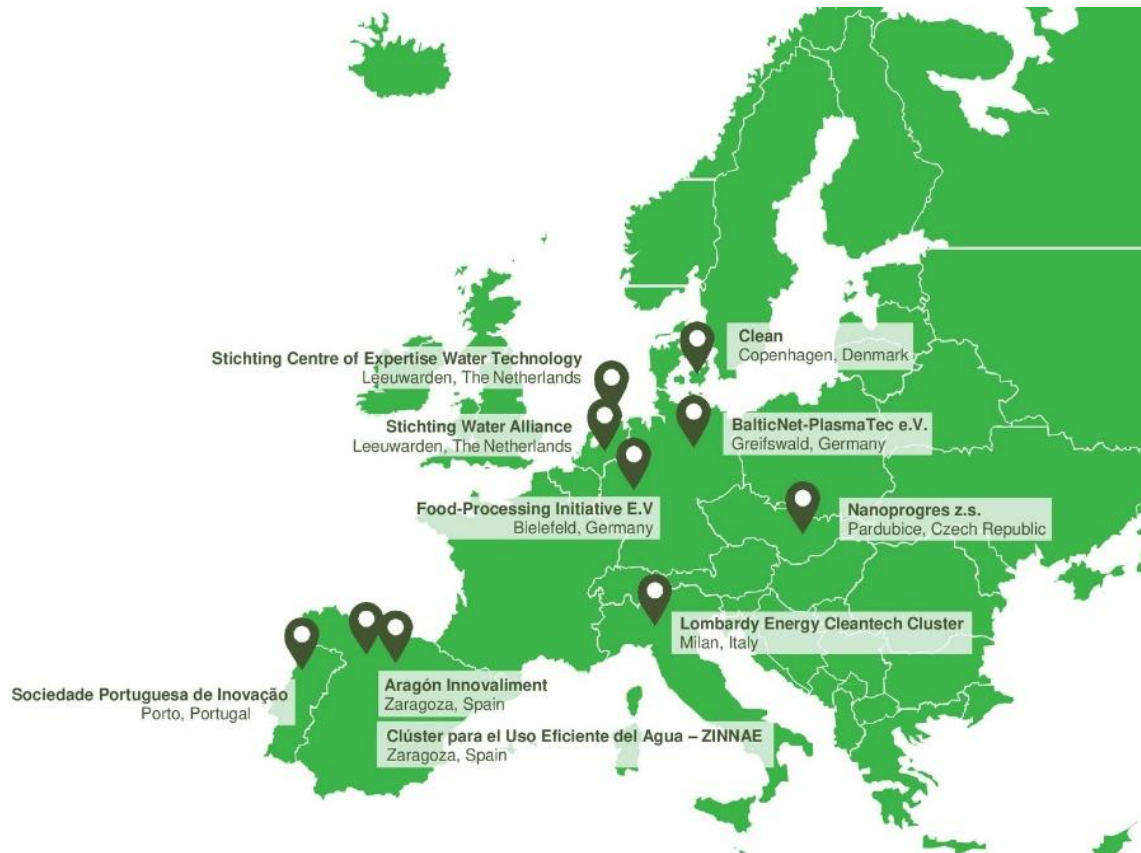 Clean
Copenhagen, Denmark
Stichting Centre of Expertise Water Technology
Leeuwarden, The Netherlands
Stichting Water Alliance
Leeuwarden, The Netherlands
BalticNet-PlasmaTec e.V.
Greifswald, Germany
Food-Processing Initiative E.V
Bielefeld, Germany
Nanoprogres z.s.
Pardubice, Czech Republic
Lombardy Energy Cleantech Cluster
Milan, Italy
Sociedade Portuguesa de Inovação
Porto, Portugal
Aragón Innovaliment
Zaragoza, Spain
Clúster para el Uso Eficiente del Agua – ZINNAE
Zaragoza, Spain